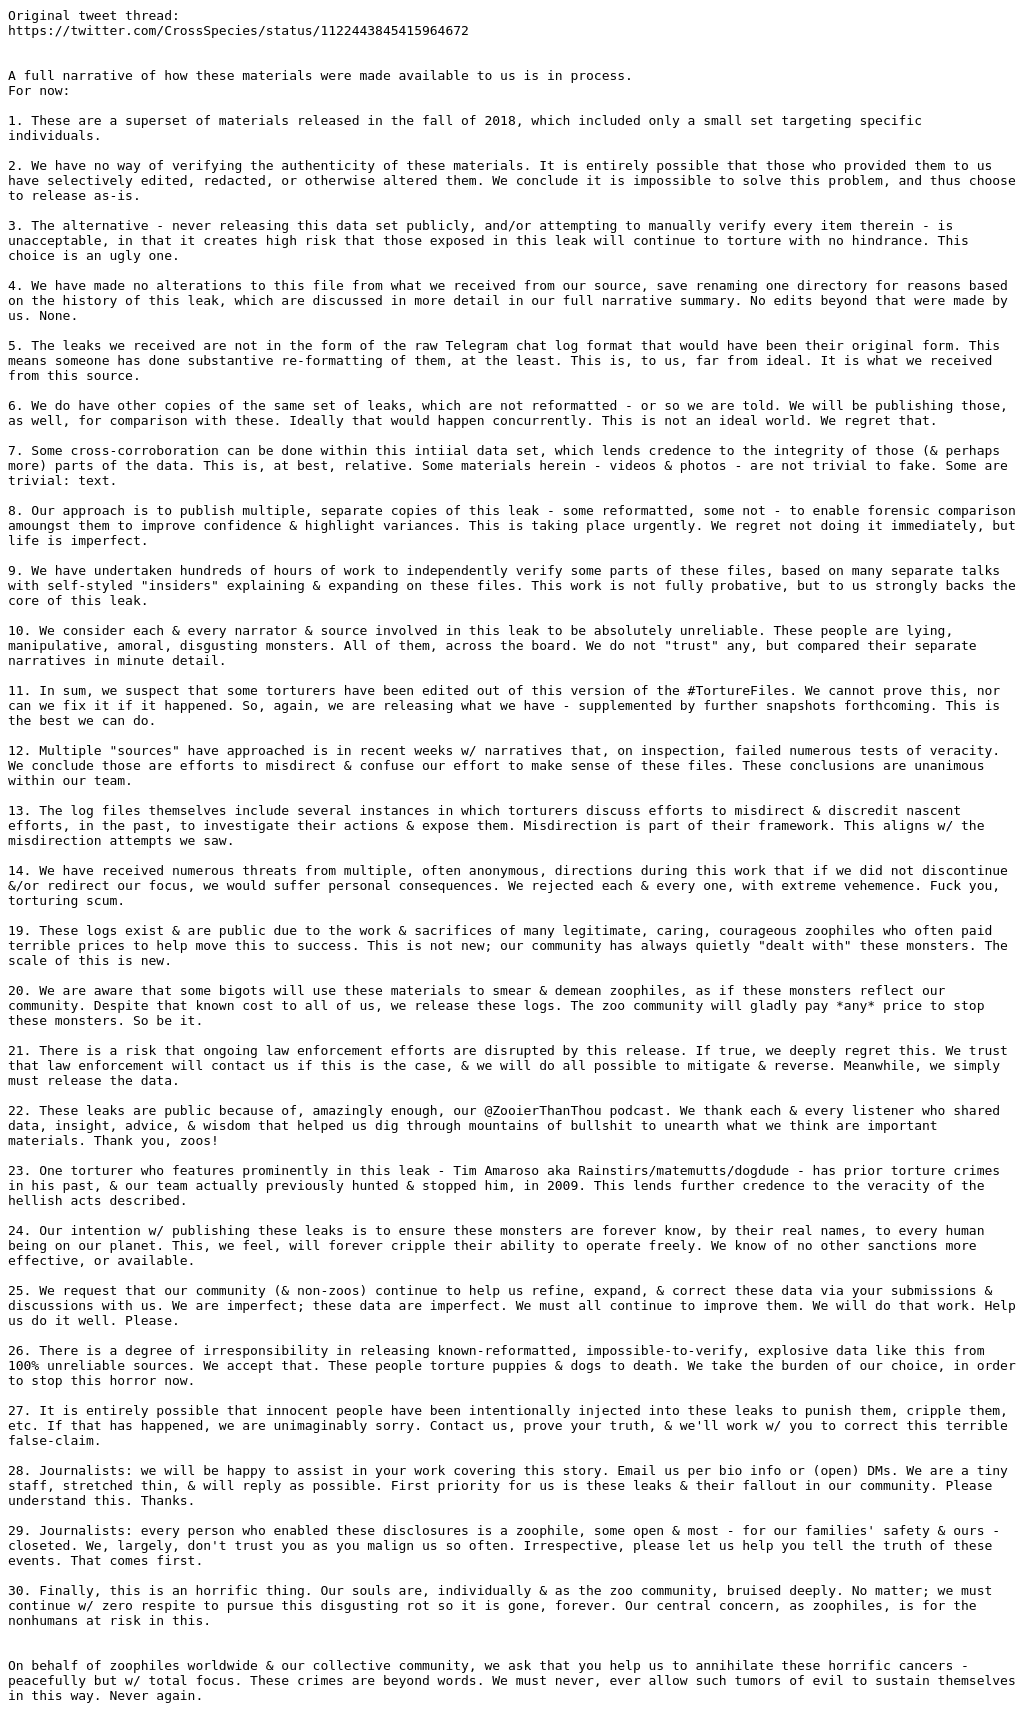 Original tweet thread:
https://twitter.com/CrossSpecies/status/1122443845415964672
A full narrative of how these materials were made available to us is in process.
For now:
1. These are a superset of materials released in the fall of 2018, which included only a small set targeting specific
individuals.
2. We have no way of verifying the authenticity of these materials. It is entirely possible that those who provided them to us
have selectively edited, redacted, or otherwise altered them. We conclude it is impossible to solve this problem, and thus choose
to release as-is.
3. The alternative - never releasing this data set publicly, and/or attempting to manually verify every item therein - is
unacceptable, in that it creates high risk that those exposed in this leak will continue to torture with no hindrance. This
choice is an ugly one.
4. We have made no alterations to this file from what we received from our source, save renaming one directory for reasons based
on the history of this leak, which are discussed in more detail in our full narrative summary. No edits beyond that were made by
us. None.
5. The leaks we received are not in the form of the raw Telegram chat log format that would have been their original form. This
means someone has done substantive re-formatting of them, at the least. This is, to us, far from ideal. It is what we received
from this source.
6. We do have other copies of the same set of leaks, which are not reformatted - or so we are told. We will be publishing those,
as well, for comparison with these. Ideally that would happen concurrently. This is not an ideal world. We regret that.
7. Some cross-corroboration can be done within this intiial data set, which lends credence to the integrity of those (& perhaps
more) parts of the data. This is, at best, relative. Some materials herein - videos & photos - are not trivial to fake. Some are
trivial: text.
8. Our approach is to publish multiple, separate copies of this leak - some reformatted, some not - to enable forensic comparison
amoungst them to improve confidence & highlight variances. This is taking place urgently. We regret not doing it immediately, but
life is imperfect.
9. We have undertaken hundreds of hours of work to independently verify some parts of these files, based on many separate talks
with self-styled "insiders" explaining & expanding on these files. This work is not fully probative, but to us strongly backs the
core of this leak.
10. We consider each & every narrator & source involved in this leak to be absolutely unreliable. These people are lying,
manipulative, amoral, disgusting monsters. All of them, across the board. We do not "trust" any, but compared their separate
narratives in minute detail.
11. In sum, we suspect that some torturers have been edited out of this version of the #TortureFiles. We cannot prove this, nor
can we fix it if it happened. So, again, we are releasing what we have - supplemented by further snapshots forthcoming. This is
the best we can do.
12. Multiple "sources" have approached is in recent weeks w/ narratives that, on inspection, failed numerous tests of veracity.
We conclude those are efforts to misdirect & confuse our effort to make sense of these files. These conclusions are unanimous
within our team.
13. The log files themselves include several instances in which torturers discuss efforts to misdirect & discredit nascent
efforts, in the past, to investigate their actions & expose them. Misdirection is part of their framework. This aligns w/ the
misdirection attempts we saw.
14. We have received numerous threats from multiple, often anonymous, directions during this work that if we did not discontinue
&/or redirect our focus, we would suffer personal consequences. We rejected each & every one, with extreme vehemence. Fuck you,
torturing scum.
19. These logs exist & are public due to the work & sacrifices of many legitimate, caring, courageous zoophiles who often paid
terrible prices to help move this to success. This is not new; our community has always quietly "dealt with" these monsters. The
scale of this is new.
20. We are aware that some bigots will use these materials to smear & demean zoophiles, as if these monsters reflect our
community. Despite that known cost to all of us, we release these logs. The zoo community will gladly pay *any* price to stop
these monsters. So be it.
21. There is a risk that ongoing law enforcement efforts are disrupted by this release. If true, we deeply regret this. We trust
that law enforcement will contact us if this is the case, & we will do all possible to mitigate & reverse. Meanwhile, we simply
must release the data.
22. These leaks are public because of, amazingly enough, our @ZooierThanThou podcast. We thank each & every listener who shared
data, insight, advice, & wisdom that helped us dig through mountains of bullshit to unearth what we think are important
materials. Thank you, zoos!
23. One torturer who features prominently in this leak - Tim Amaroso aka Rainstirs/matemutts/dogdude - has prior torture crimes
in his past, & our team actually previously hunted & stopped him, in 2009. This lends further credence to the veracity of the
hellish acts described.
24. Our intention w/ publishing these leaks is to ensure these monsters are forever know, by their real names, to every human
being on our planet. This, we feel, will forever cripple their ability to operate freely. We know of no other sanctions more
effective, or available.
25. We request that our community (& non-zoos) continue to help us refine, expand, & correct these data via your submissions &
discussions with us. We are imperfect; these data are imperfect. We must all continue to improve them. We will do that work. Help
us do it well. Please.
26. There is a degree of irresponsibility in releasing known-reformatted, impossible-to-verify, explosive data like this from
100% unreliable sources. We accept that. These people torture puppies & dogs to death. We take the burden of our choice, in order
to stop this horror now.
27. It is entirely possible that innocent people have been intentionally injected into these leaks to punish them, cripple them,
etc. If that has happened, we are unimaginably sorry. Contact us, prove your truth, & we'll work w/ you to correct this terrible
false-claim.
28. Journalists: we will be happy to assist in your work covering this story. Email us per bio info or (open) DMs. We are a tiny
staff, stretched thin, & will reply as possible. First priority for us is these leaks & their fallout in our community. Please
understand this. Thanks.
29. Journalists: every person who enabled these disclosures is a zoophile, some open & most - for our families' safety & ours -
closeted. We, largely, don't trust you as you malign us so often. Irrespective, please let us help you tell the truth of these
events. That comes first.
30. Finally, this is an horrific thing. Our souls are, individually & as the zoo community, bruised deeply. No matter; we must
continue w/ zero respite to pursue this disgusting rot so it is gone, forever. Our central concern, as zoophiles, is for the
nonhumans at risk in this.
On behalf of zoophiles worldwide & our collective community, we ask that you help us to annihilate these horrific cancers -
peacefully but w/ total focus. These crimes are beyond words. We must never, ever allow such tumors of evil to sustain themselves
in this way. Never again.